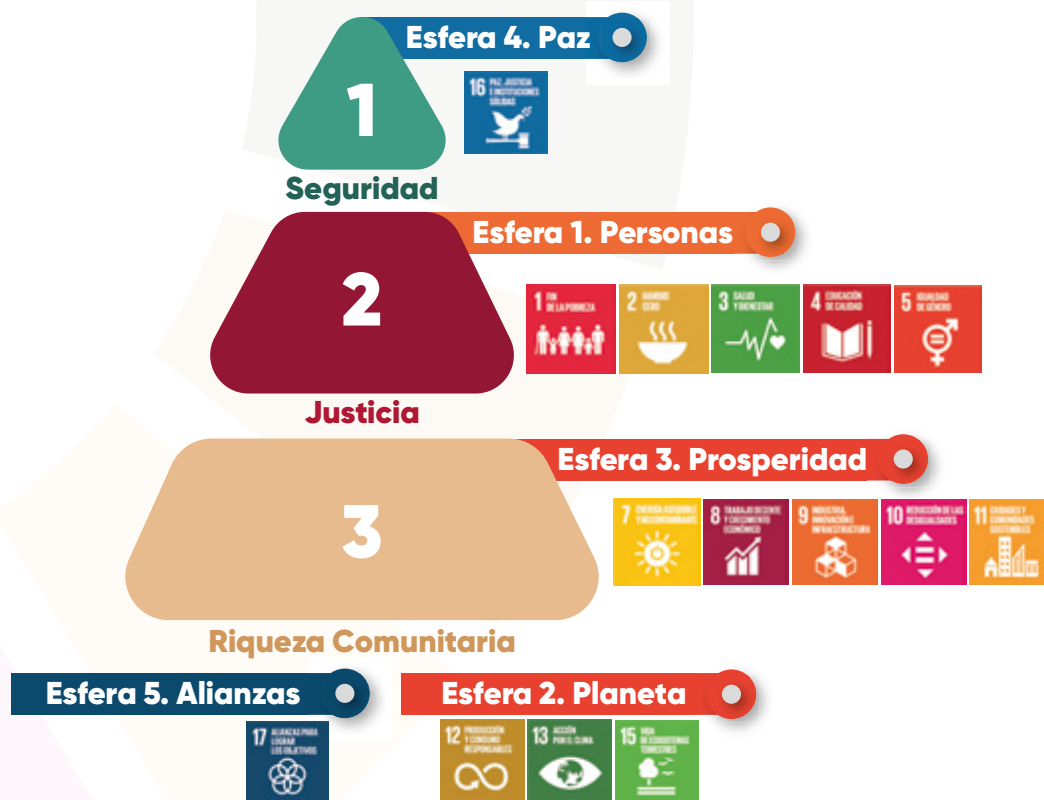 Esfera 4. Paz
1
16 PAZ, JUSTICIA
E INSTITUCIONES
SÓLIDAS
Seguridad
Esfera 1. Personas
2
1 FIN
DE LA POBREZA
2 HAMBRE
CERO
3 SALUD
Y BIENESTAR
4 EDUCACIÓN
DE CALIDAD
5 IGUALDAD
DE GÉNERO
Justicia
Esfera 3. Prosperidad
3
7 ENERGÍA ASEQUIBLE
Y NO CONTAMINANTE
8 TRABAJO DECENTE
Y CRECIMIENTO
ECONÓMICO
9 INDUSTRIA,
INNOVACIÓN E
INFRAESTRUCTURA
10 REDUCCIÓN DE LAS
DESIGUALDADES
11 CIUDADES Y
COMUNIDADES
SOSTENIBLES
Riqueza Comunitaria
Esfera 5. Alianzas
Esfera 2. Planeta
17 ALIANZAS PARA
LOGRAR
LOS OBJETIVOS
12 PRODUCCIÓN
Y CONSUMO
RESPONSABLES
13 ACCIÓN
POR EL CLIMA
15 VIDA
DE ECOSISTEMAS
TERRESTRES